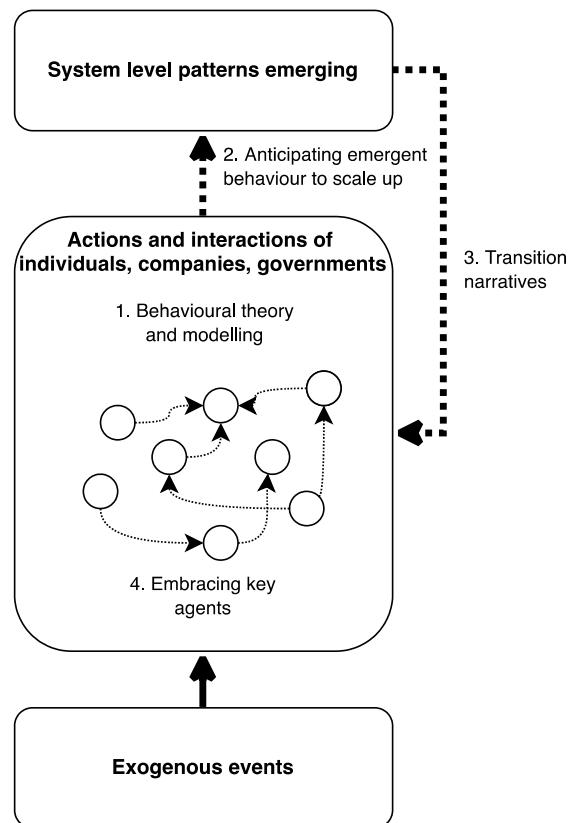 System level patterns emerging
2. Anticipating emergent
behaviour to scale up
Actions and interactions of
individuals, companies, governments
3. Transition
narratives
1. Behavioural theory
and modelling
4. Embracing key
agents
Exogenous events